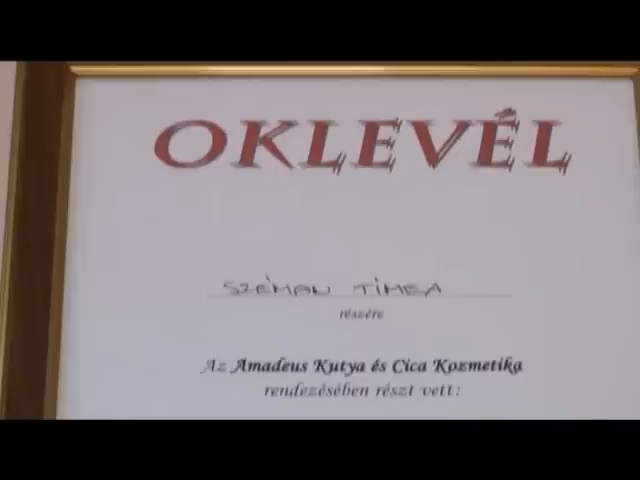 OKLEVÉL
SZÉMAN TÍMEA
részére
Az Amadeus Kutya és Cica Kozmetika
rendezésében részt vett: